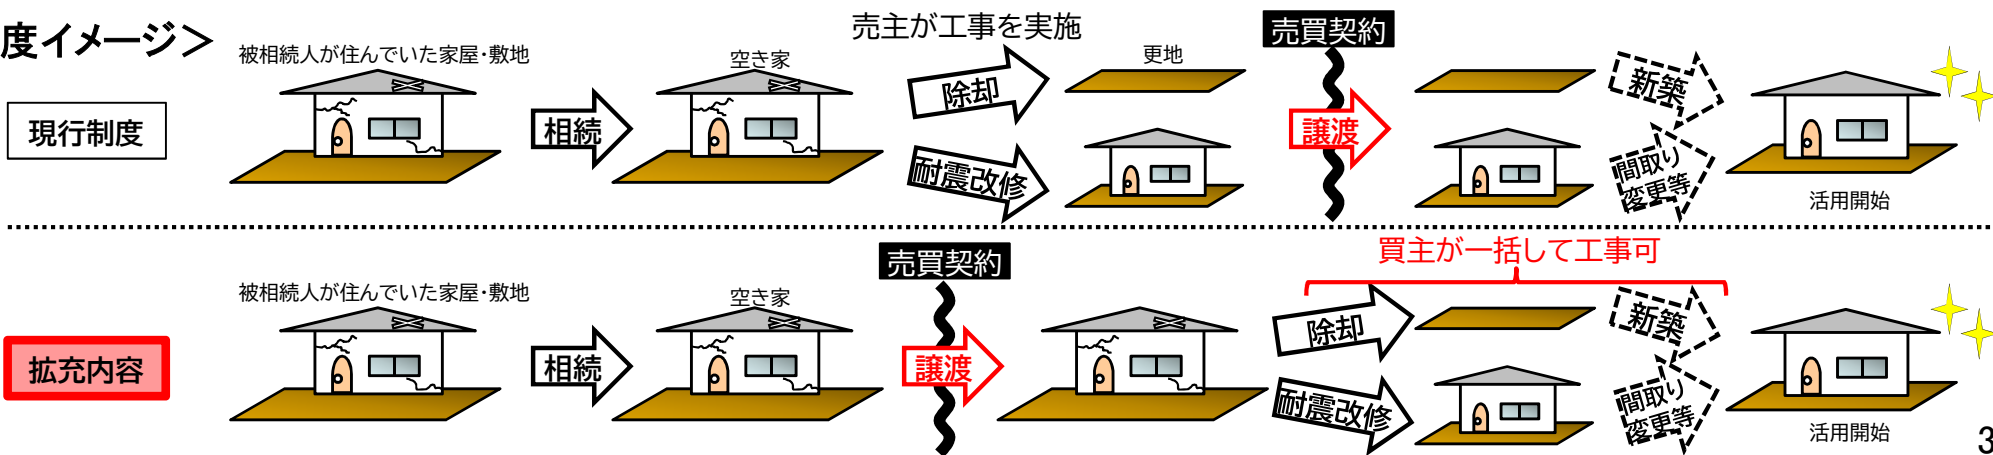 度イメージ＞
売主が工事を実施
売買契約
被相続人が住んでいた家屋・敷地
空き家
更地
現行制度
相続
除却
耐震改修
譲渡
新築
間取り
変更等
活用開始
売買契約
買主が一括して工事可
被相続人が住んでいた家屋・敷地
空き家
拡充内容
相続
譲渡
除却
耐震改修
新築
間取り
変更等
活用開始
3